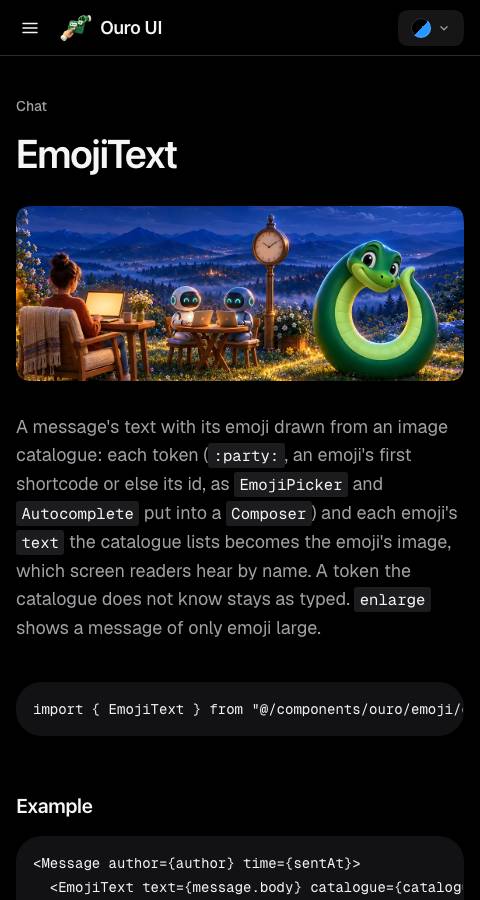 Ouro UI
Chat
EmojiText
A message's text with its emoji drawn from an image
catalogue: each token ( :party: , an emoji's first
shortcode or else its id, as EmojiPicker and
Autocomplete put into a Composer ) and each emoji's
text the catalogue lists becomes the emoji's image,
which screen readers hear by name. A token the
catalogue does not know stays as typed. enlarge
shows a message of only emoji large.
import { EmojiText } from "@/components/ouro/emoji/
Example
<Message author={author} time={sentAt}>
<EmojiText text={message.body} catalogue={catalog